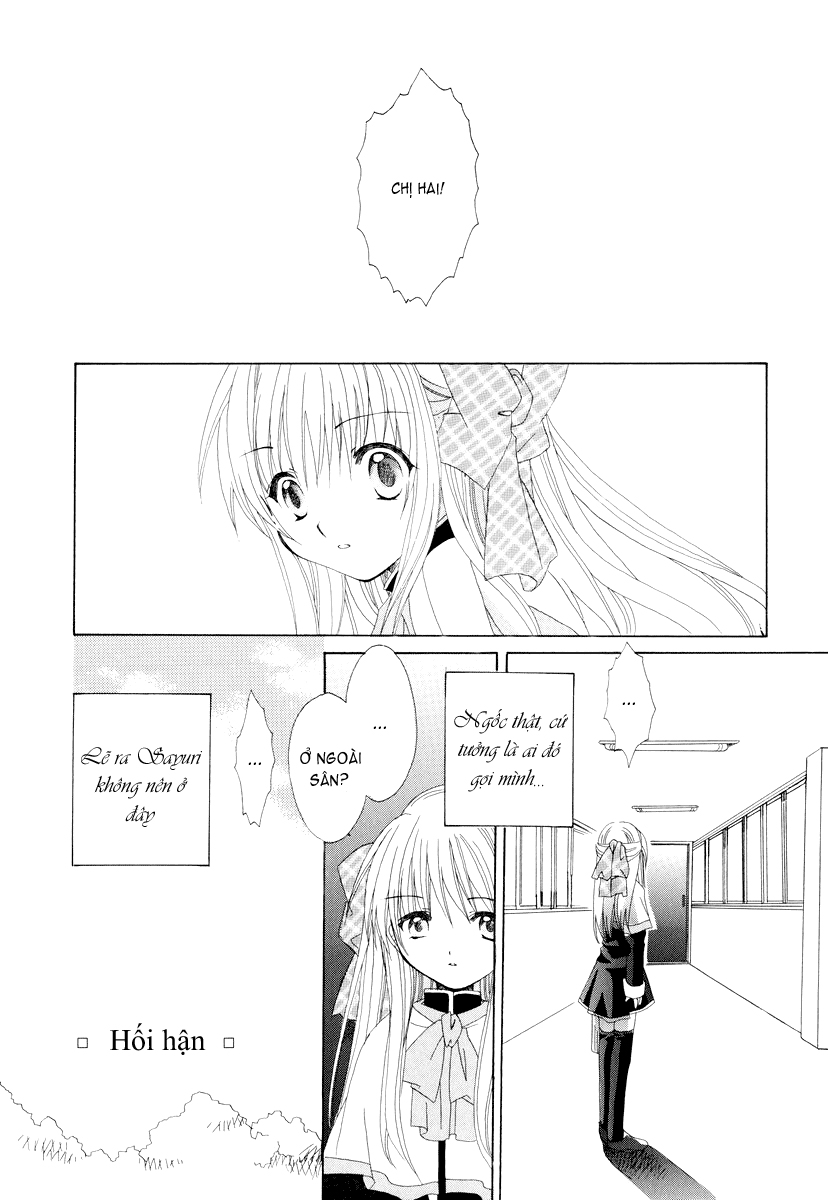 CHỊ HAI!
...
Ngốc thật, cứ
tưởng là ai đó
gọi mình...
...
Ở NGOÀI
SÂN?
...
Lẽ ra Sayuri
không nên ở
đây
□ Hối hận □